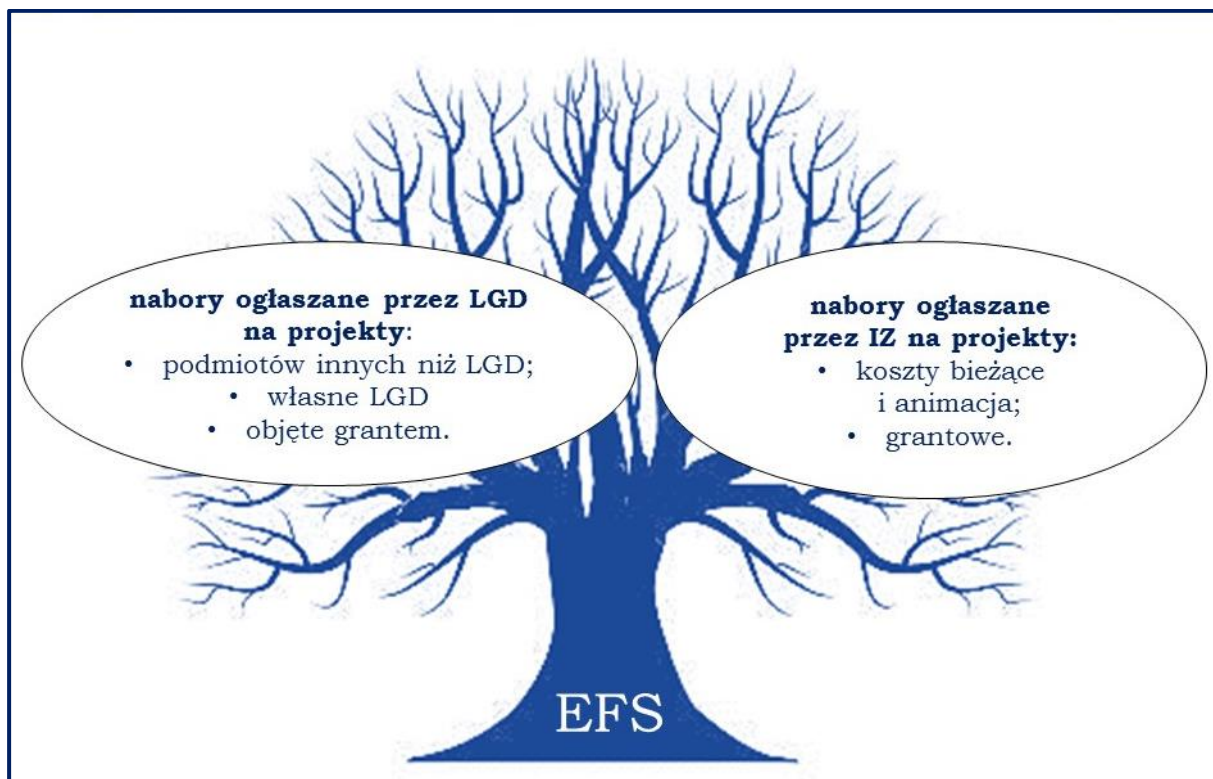 nabory ogłaszane przez LGD
na projekty:
• podmiotów innych niż LGD;
• własne LGD
• objęte grantem.
nabory ogłaszane
przez IZ na projekty:
• koszty bieżące
i animacja;
• grantowe.
EFS